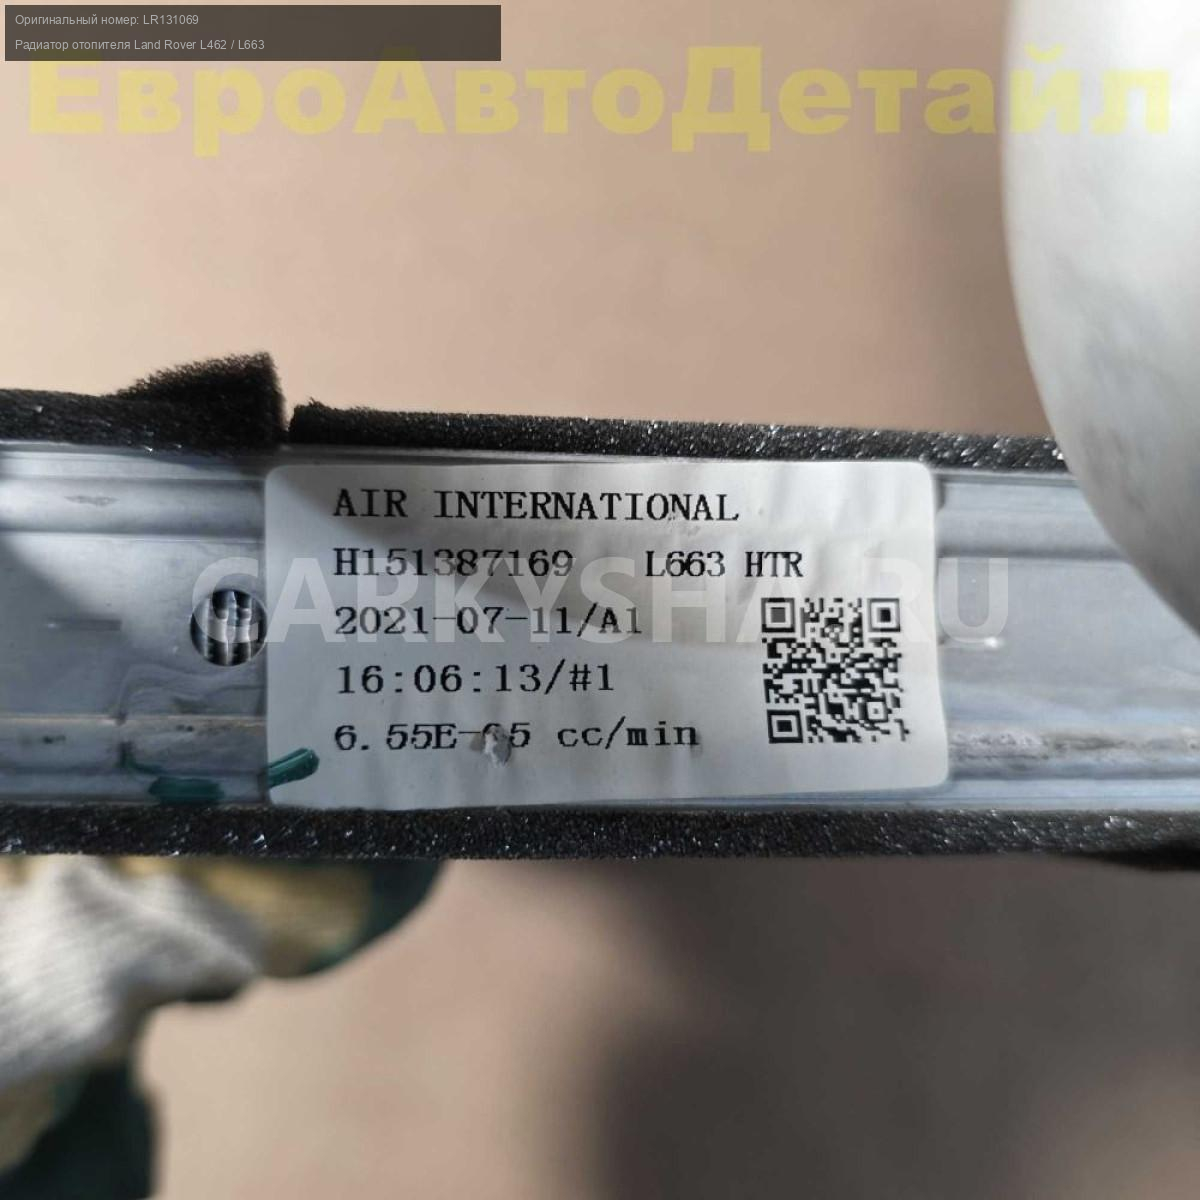 Оригинальный номер: LR131069
Радиатор отопителя Land Rover L462 / L663
ЕвроАвтоДетайл
AIR INTERNATIONAL
H151387169 L663 HTR
CARKYSHA.RU
2021-07-11/A1
16:06:13/#1
cc/min